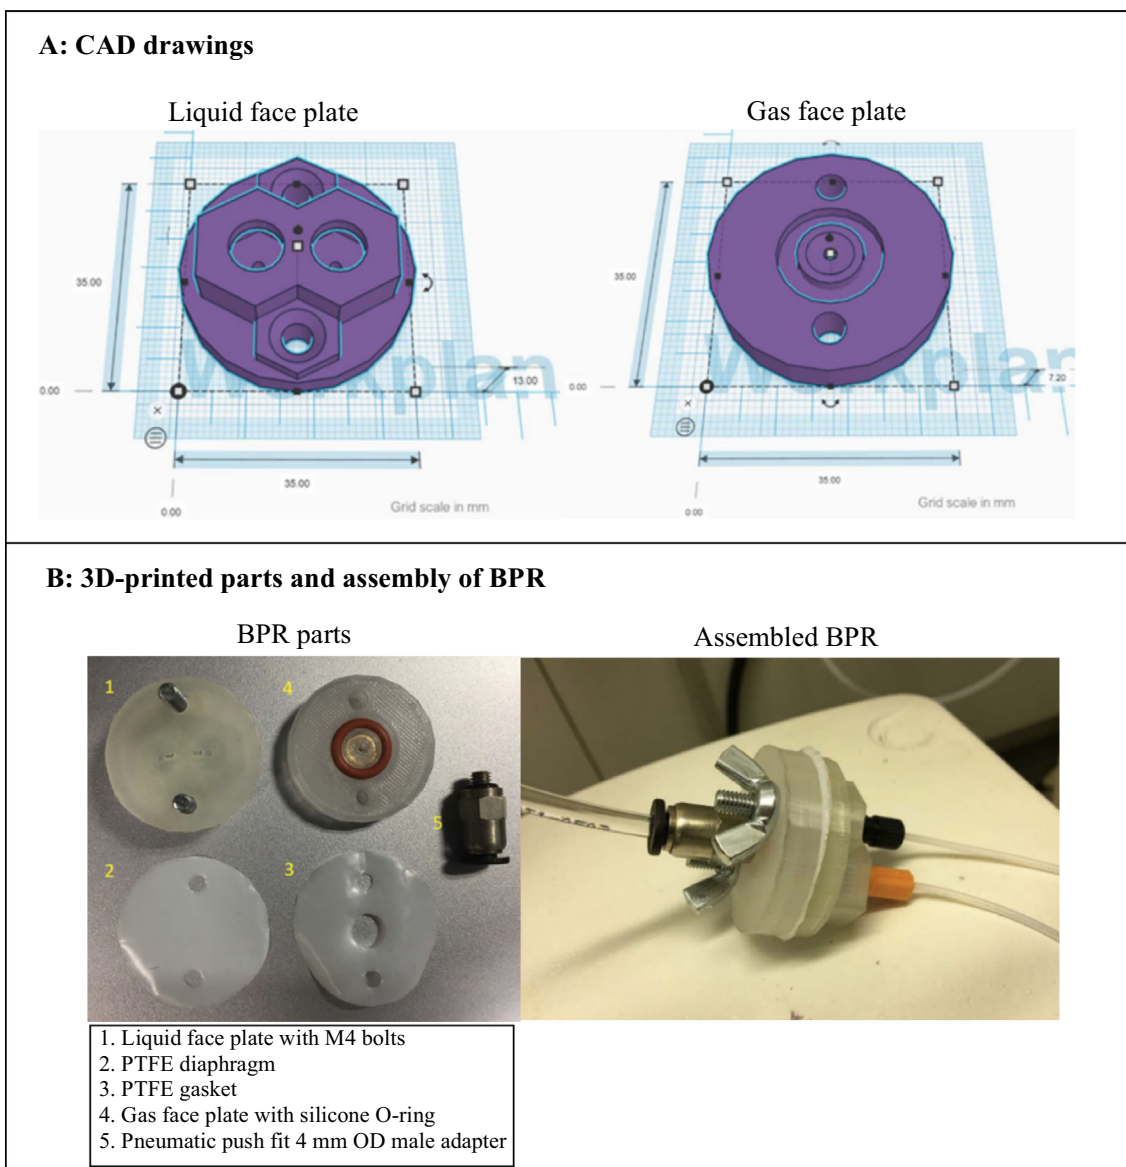 A: CAD drawings
Liquid face plate
Gas face plate
35.00
0.00
13.00
35.00
0.00
Grid scale in mm
Workplan
35.00
0.00
7.20
35.00
0.00
Grid scale in mm
Workplan
B: 3D-printed parts and assembly of BPR
BPR parts
Assembled BPR
1
4
5
2
3
1. Liquid face plate with M4 bolts
2. PTFE diaphragm
3. PTFE gasket
4. Gas face plate with silicone O-ring
5. Pneumatic push fit 4 mm OD male adapter